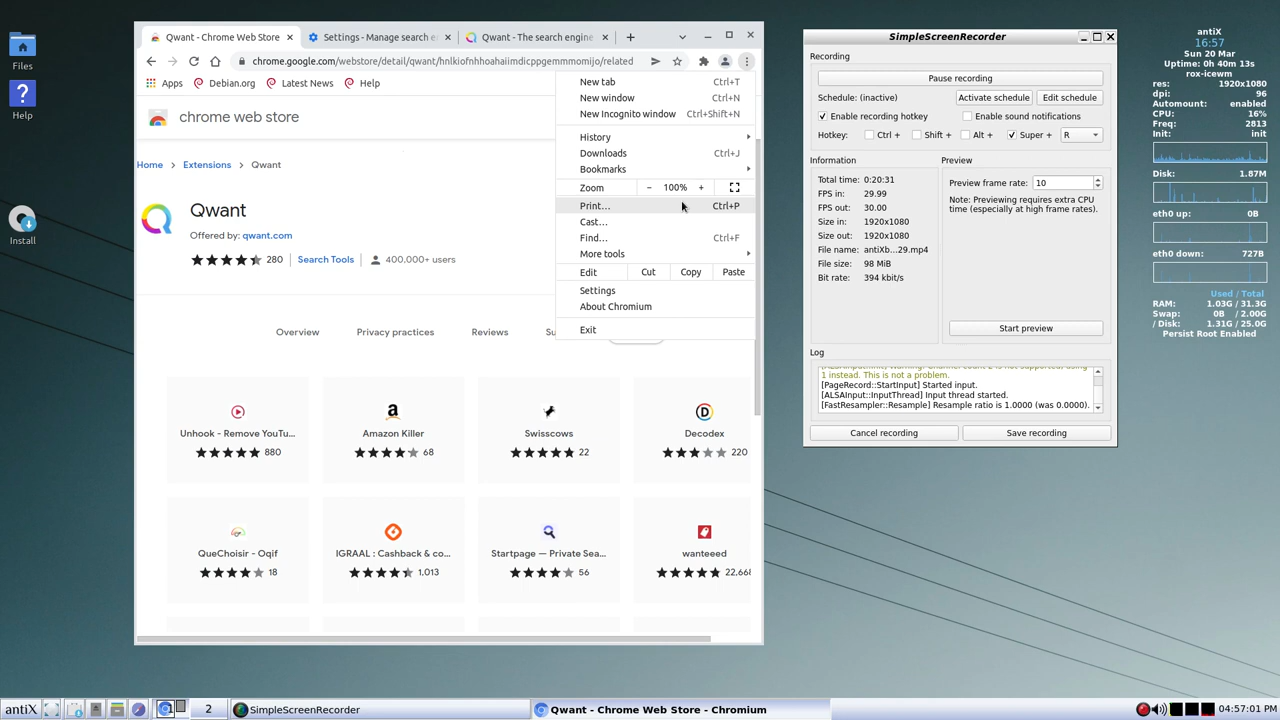 Files
Help
Install
Qwant - Chrome Web Store
Settings - Manage search e
Qwant - The search engine
chrome.google.com/webstore/detail/qwant/hnlkiofnhhoahaiimdicppgemmmomijo/related
Apps
Debian.org
Latest News
Help
chrome web store
Home
Extensions
Qwant
Qwant
Offered by: qwant.com
280
Search Tools
400,000+ users
Overview
Privacy practices
Reviews
Su
Unhook - Remove YouTu...
880
Amazon Killer
68
Swisscows
22
Decodex
220
QueChoisir - Oqif
18
IGRAAL : Cashback & co...
1,013
Startpage — Private Sea...
56
wanteeed
22,668
New tab Ctrl+T
New window Ctrl+N
New Incognito window Ctrl+Shift+N
History
Downloads Ctrl+J
Bookmarks
Zoom − 100% +
Print... Ctrl+P
Cast...
Find... Ctrl+F
More tools
Edit Cut Copy Paste
Settings
About Chromium
Exit
SimpleScreenRecorder
Recording
Pause recording
Schedule: (inactive) Activate schedule Edit schedule
Enable recording hotkey Enable sound notifications
Hotkey: Ctrl + Shift + Alt + Super + R
Information
Total time: 0:20:31
FPS in: 29.99
FPS out: 30.00
Size in: 1920x1080
Size out: 1920x1080
File name: antiXb...29.mp4
File size: 98 MiB
Bit rate: 394 kbit/s
Preview
Preview frame rate: 10
Note: Previewing requires extra CPU
time (especially at high frame rates).
Start preview
Log
1 instead. This is not a problem.
[PageRecord::StartInput] Started input.
[ALSAInput::InputThread] Input thread started.
[FastResampler::Resample] Resample ratio is 1.0000 (was 0.0000).
Cancel recording
Save recording
antiX
16:57
Sun 20 Mar
Uptime: 0h 40m 13s
rox-icewm
res: 1920x1080
dpi: 96
Automount: enabled
CPU: 16%
Freq: 2813
Init: init
Disk: 1.87M
eth0 up: 0B
eth0 down: 727B
Used / Total
RAM: 1.03G / 31.3G
Swap: 0B / 2.00G
/ Disk: 1.31G / 25.0G
Persist Root Enabled
antiX
1
2
SimpleScreenRecorder
Qwant - Chrome Web Store - Chromium
04:57:01 PM